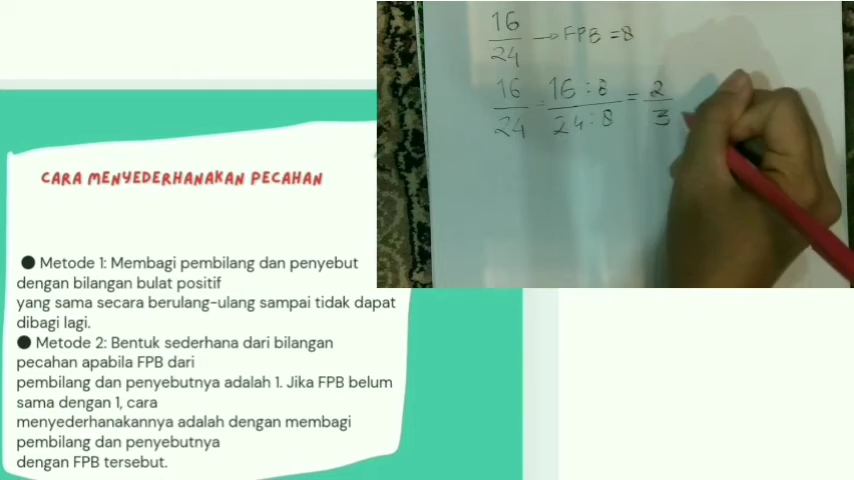 CARA MENYEDERHANAKAN PECAHAN
● Metode 1: Membagi pembilang dan penyebut
dengan bilangan bulat positif
yang sama secara berulang-ulang sampai tidak dapat
dibagi lagi.
● Metode 2: Bentuk sederhana dari bilangan
pecahan apabila FPB dari
pembilang dan penyebutnya adalah 1. Jika FPB belum
sama dengan 1, cara
menyederhanakannya adalah dengan membagi
pembilang dan penyebutnya
dengan FPB tersebut.
16/24 → FPB = 8
16/24 = 16 : 8/24 : 8 = 2/3